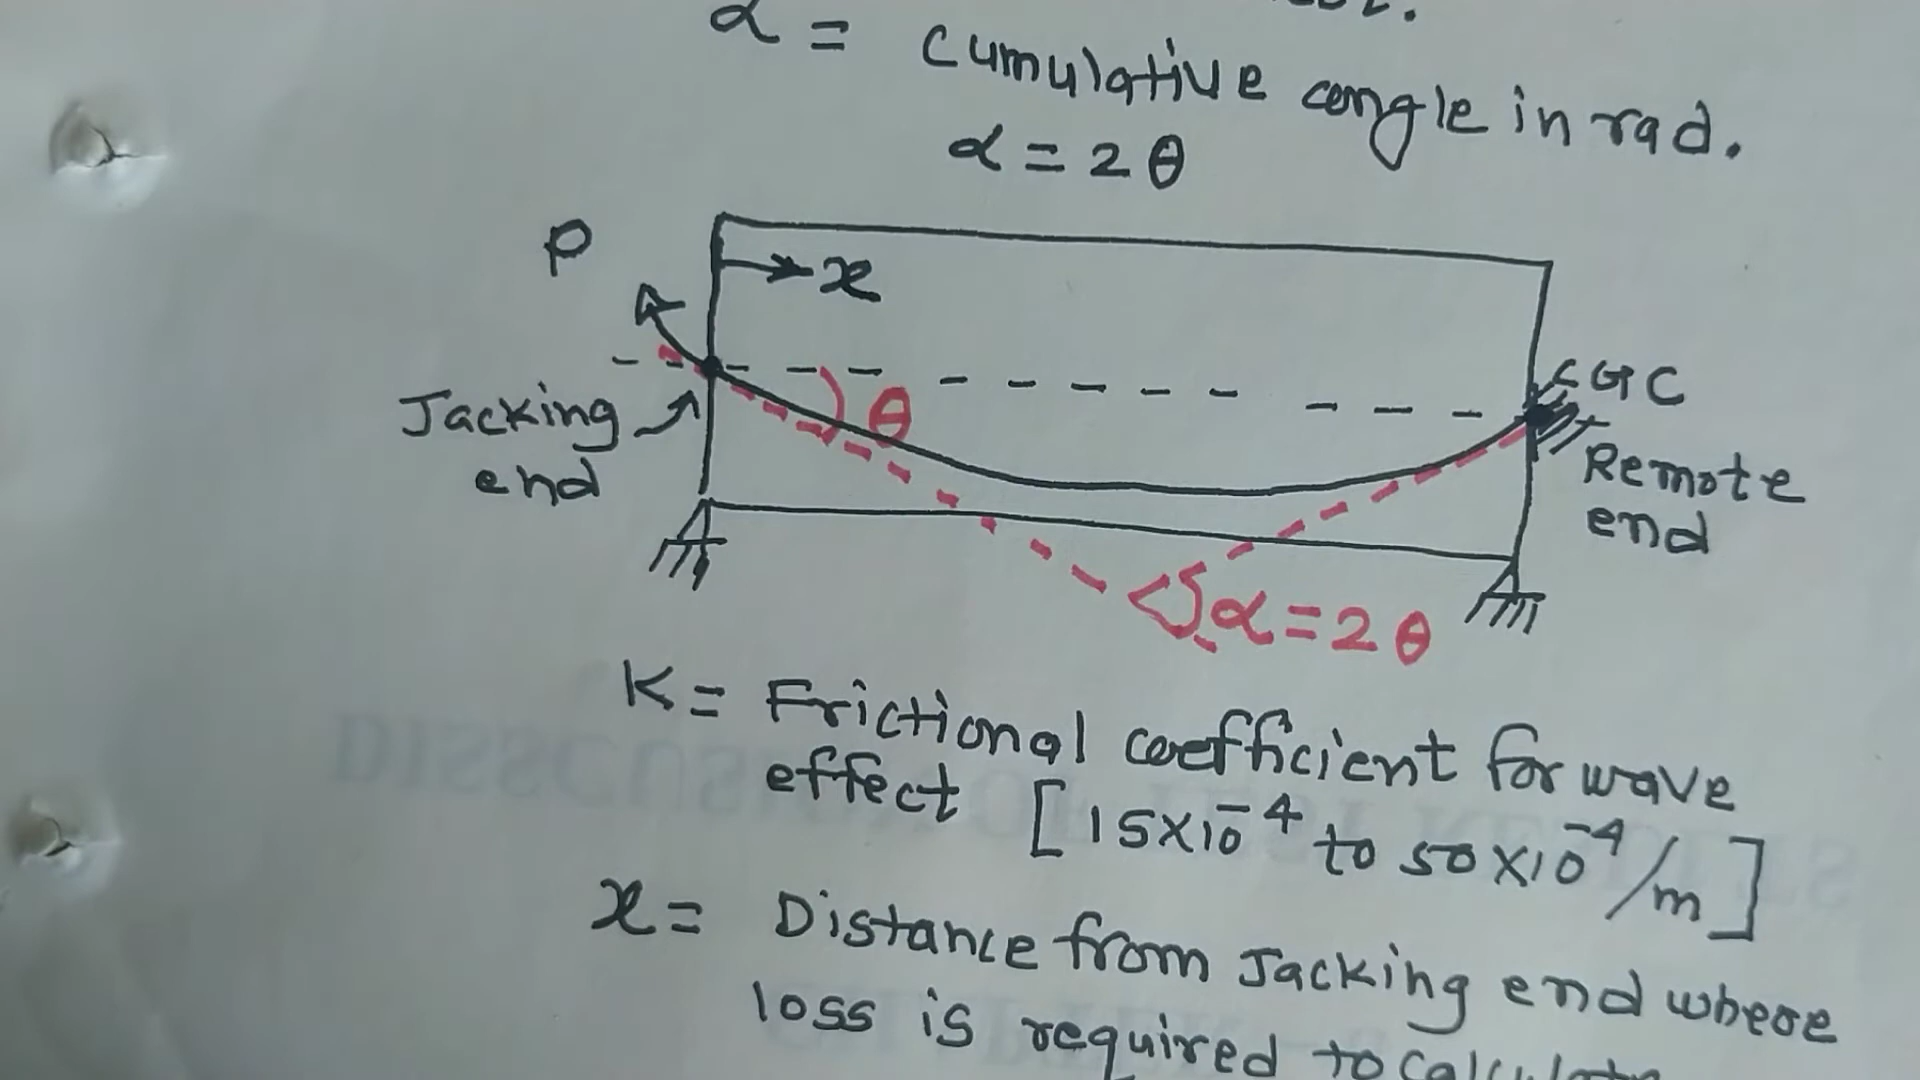 α = Cumulative angle in rad.
α = 2θ
P
x
θ
CGC
Jacking
end
Remote
end
α = 2θ
K = Frictional coefficient for wave
effect [15×10⁻⁴ to 50×10⁻⁴/m]
x = Distance from Jacking end where
loss is required to